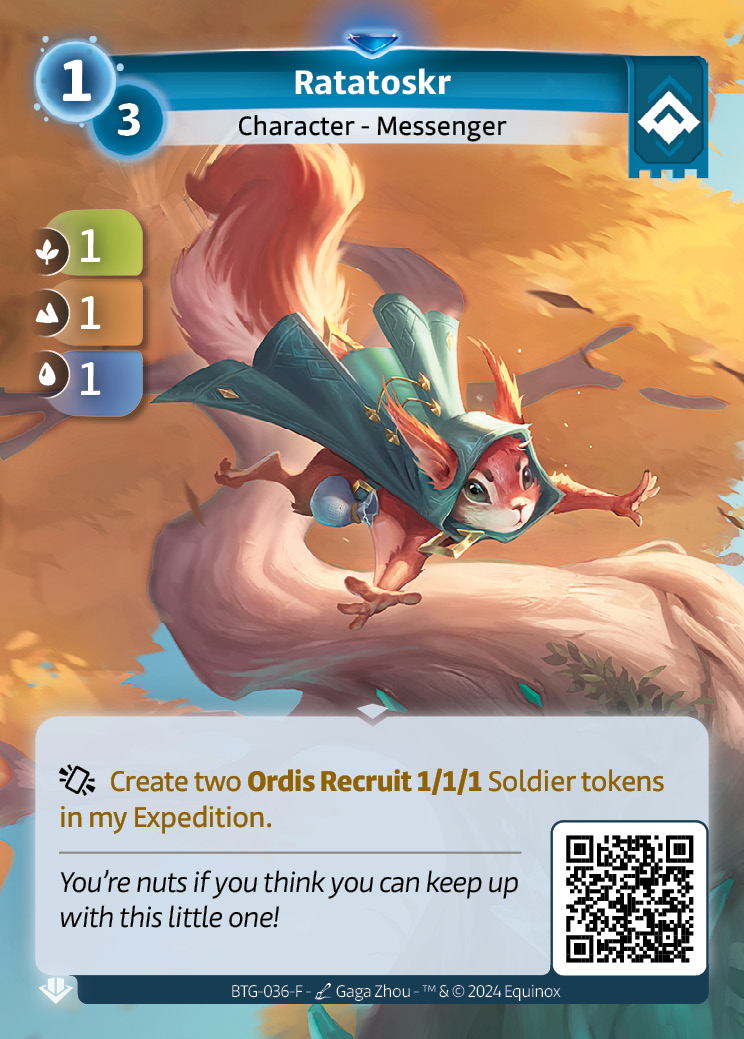 1
Ratatoskr
3
Character - Messenger
1
1
1
Create two Ordis Recruit 1/1/1 Soldier tokens
in my Expedition.
You're nuts if you think you can keep up
with this little one!
BTG-036-F - Gaga Zhou - ™ & © 2024 Equinox